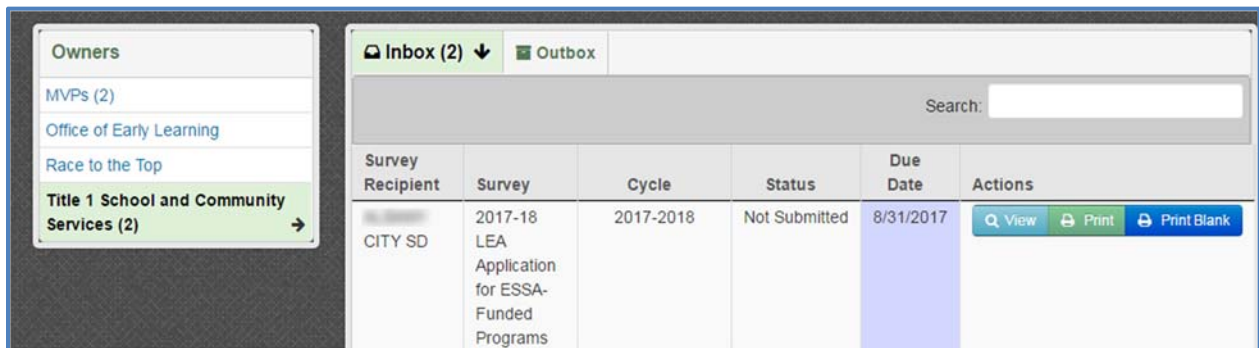 Owners
MVPs (2)
Office of Early Learning
Race to the Top
Title 1 School and Community
Services (2)
Inbox (2) Outbox
Search:
Survey Recipient Survey Cycle Status Due Date Actions
CITY SD
2017-18
LEA
Application
for ESSA-
Funded
Programs
2017-2018
Not Submitted
8/31/2017
View Print Print Blank